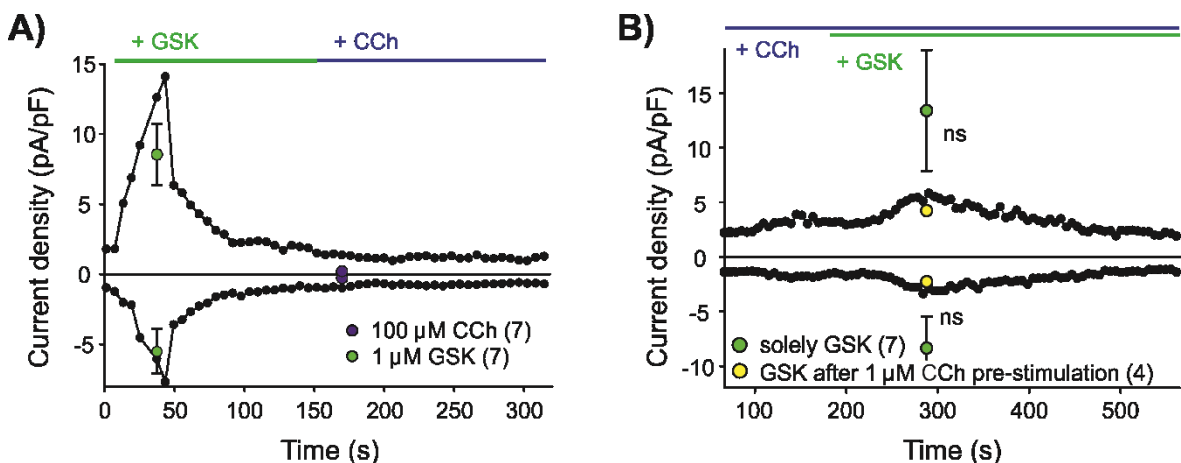 A)
+ GSK
+ CCh
15
10
5
0
-5
Current density (pA/pF)
100 µM CCh (7)
1 µM GSK (7)
0 50 100 150 200 250 300
Time (s)
B)
+ CCh
+ GSK
15
10
5
0
-5
-10
Current density (pA/pF)
ns
ns
solely GSK (7)
GSK after 1 µM CCh pre-stimulation (4)
100 200 300 400 500
Time (s)